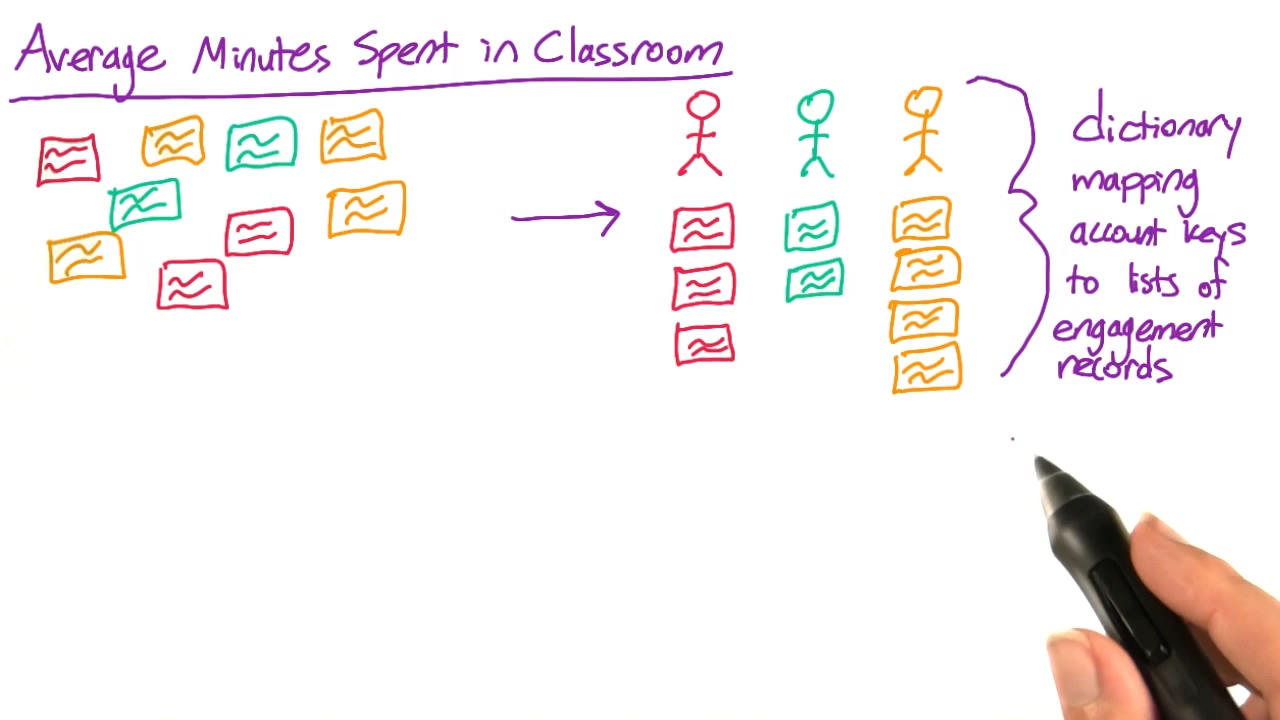 Average Minutes Spent in Classroom
dictionary
mapping
account keys
to lists of
engagement
records